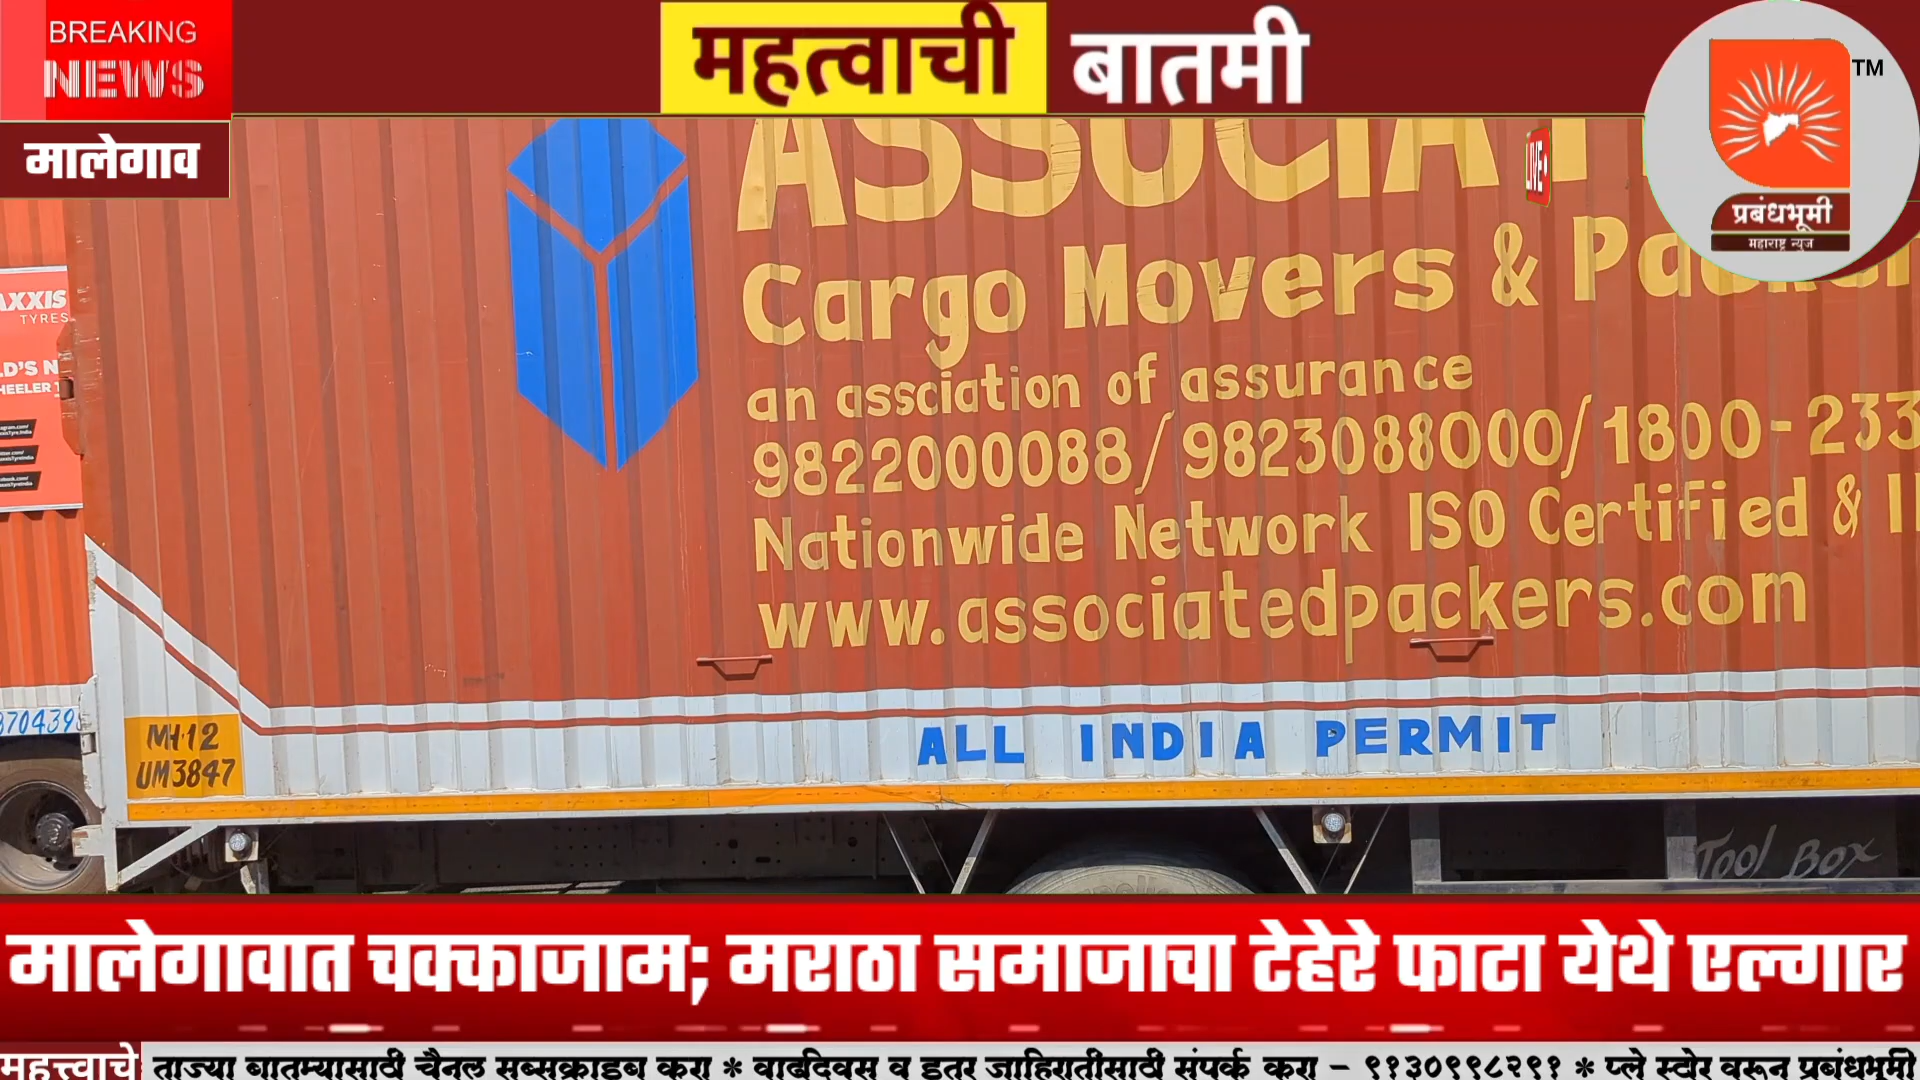 BREAKING
NEWS
महत्वाची बातमी
TM
मालेगाव
प्रबंधभूमी
महाराष्ट्र न्युज
LIVE
AXXIS
TYRES
Cargo Movers &
an assciation of assurance
9822000088/9823088000/1800-233
Nationwide Network ISO Certified &
www.associatedpackers.com
ALL INDIA PERMIT
MH12
UM3847
Tool Box
मालेगावात चक्काजाम; मराठा समाजाचा टेहेरे फाटा येथे एल्गार
महत्त्वाचे
ताज्या बातम्यासाठी चैनल सब्सक्राइब करा * वाढदिवस व इतर जाहिरातीसाठी संपर्क करा - ९१३०९९८२९१ * प्ले स्टोर वरून प्रबंधभूमी